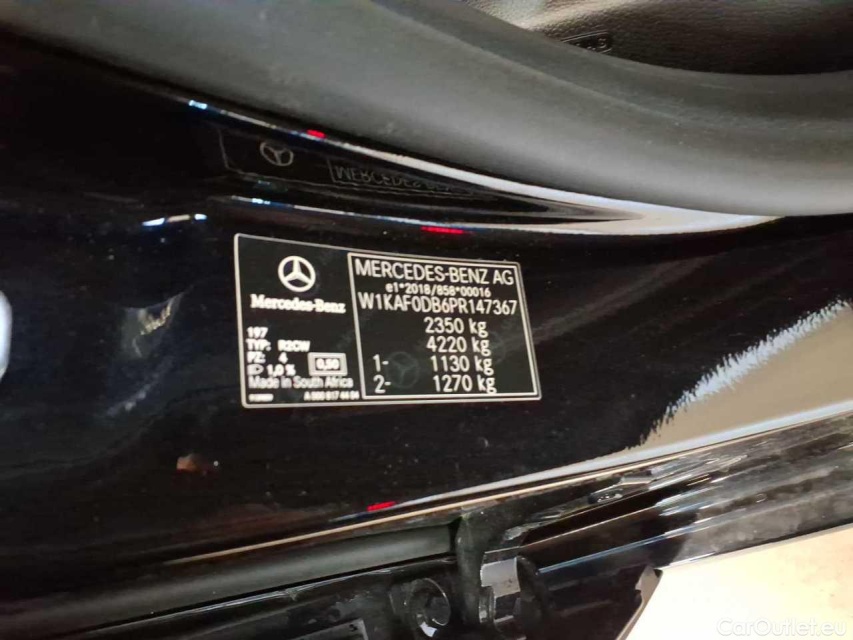 Mercedes-Benz
197
TYP: R2CW
PZ: 4
1,0 %
0,50
Made in South Africa
MERCEDES-BENZ AG
e1*2018/858*00016
W1KAF0DB6PR147367
2350 kg
4220 kg
1- 1130 kg
2- 1270 kg
CarOutlet.eu